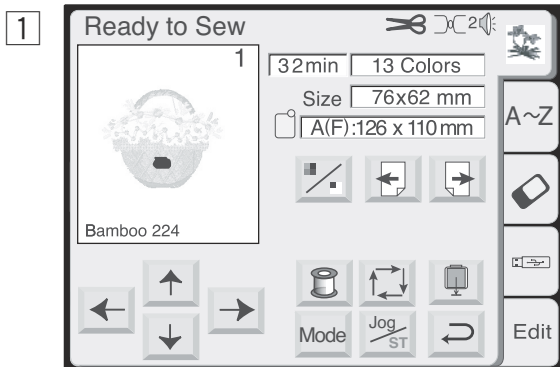 1
Ready to Sew
2
1
32min
13 Colors
Size
76x62 mm
A(F):126 x 110 mm
A~Z
Bamboo 224
Mode
Jog
ST
Edit